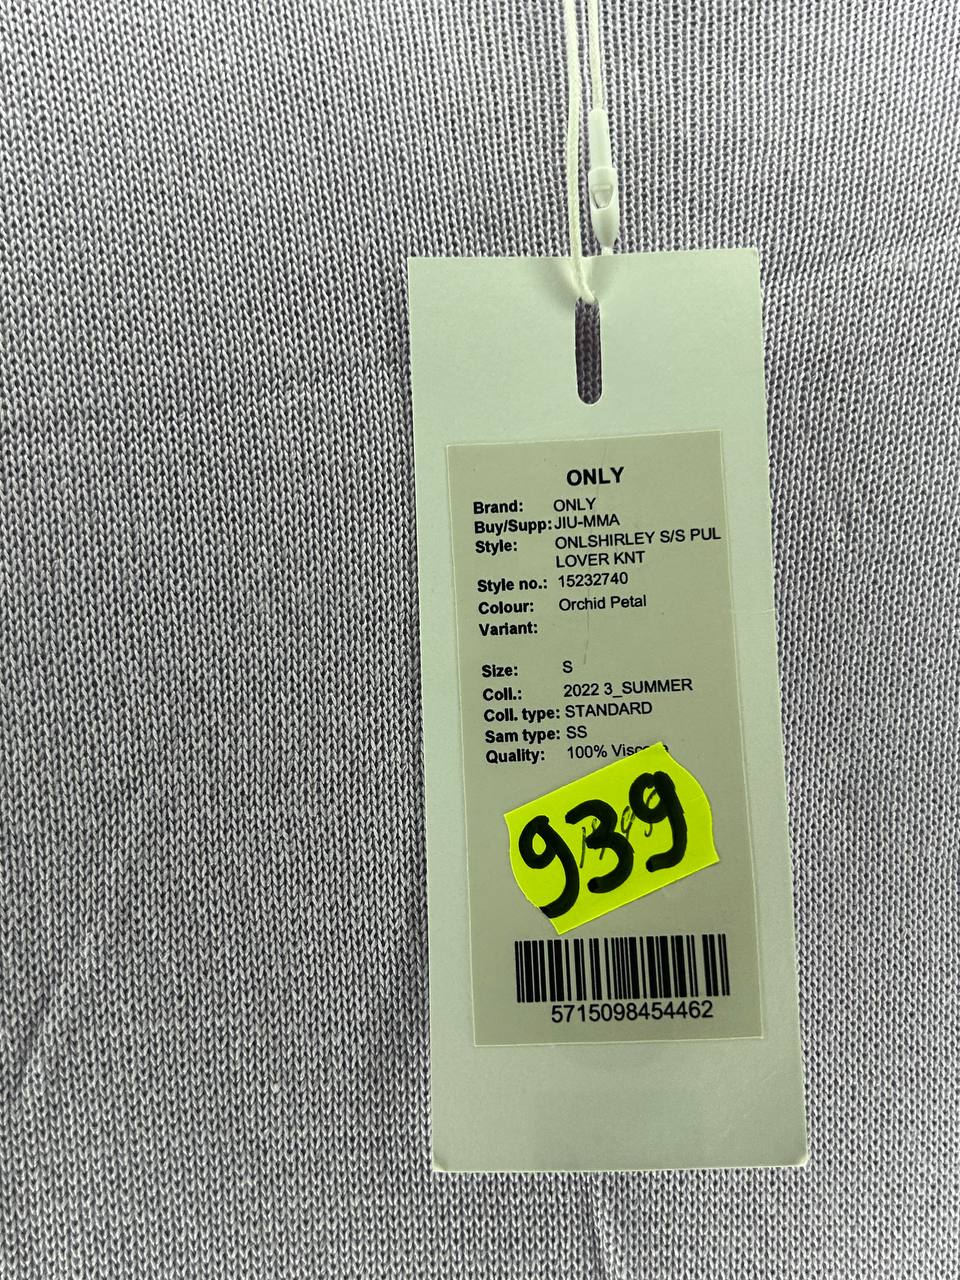 ONLY
Brand: ONLY
Buy/Supp: JIU-MMA
Style: ONLSHIRLEY S/S PUL
LOVER KNT
Style no.: 15232740
Colour: Orchid Petal
Variant:
Size: S
Coll.: 2022 3_SUMMER
Coll. type: STANDARD
Sam type: SS
Quality: 100%
939
5715098454462